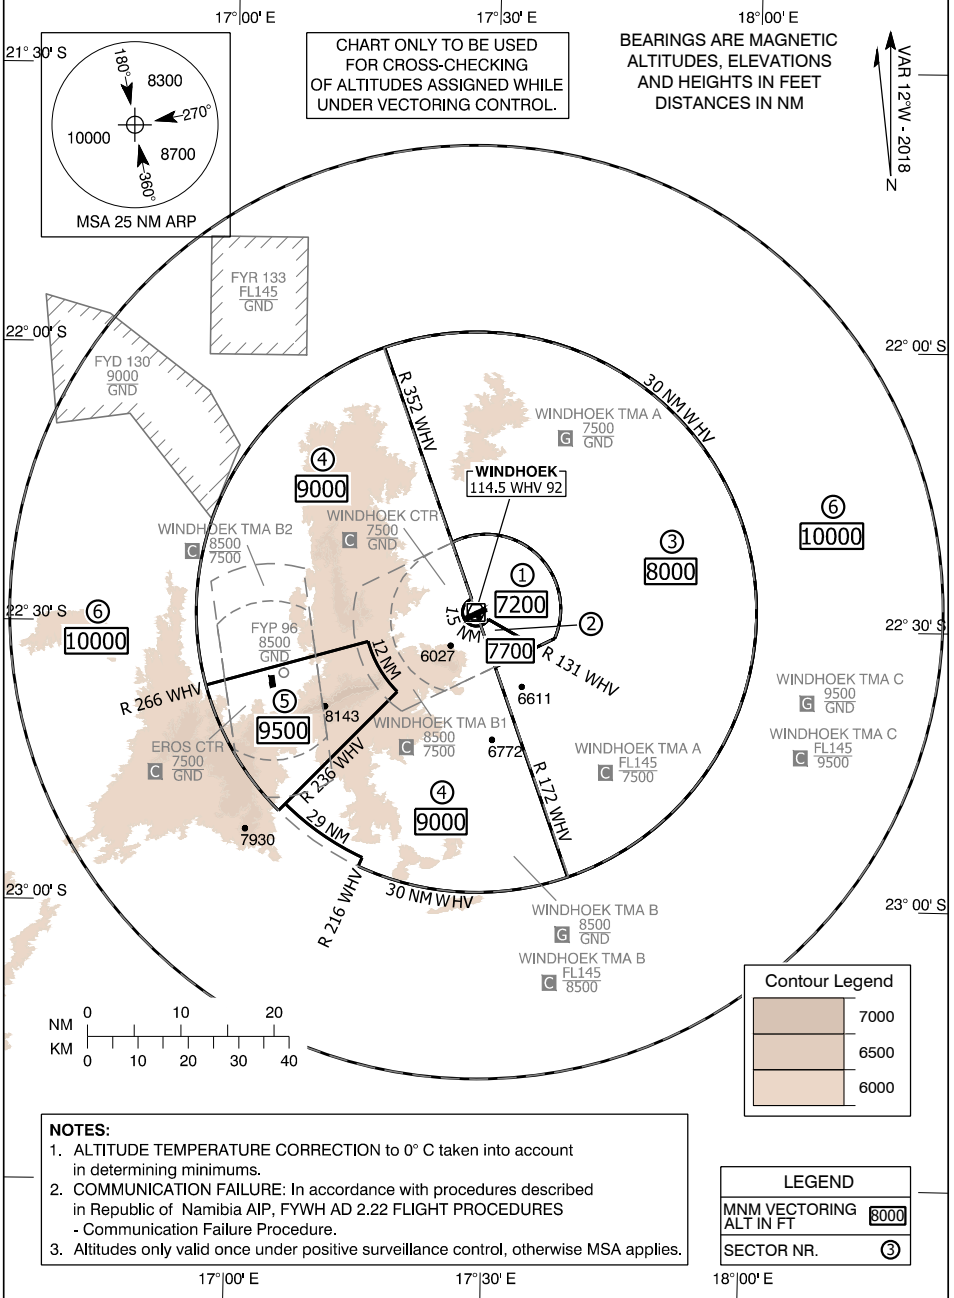 17°00' E
17°30' E
18°00' E
21° 30' S
180°
8300
270°
10000
8700
360°
MSA 25 NM ARP
CHART ONLY TO BE USED
FOR CROSS-CHECKING
OF ALTITUDES ASSIGNED WHILE
UNDER VECTORING CONTROL.
BEARINGS ARE MAGNETIC
ALTITUDES, ELEVATIONS
AND HEIGHTS IN FEET
DISTANCES IN NM
VAR 12°W - 2018
N
FYR 133
FL145
GND
22° 00' S
22° 00' S
FYD 130
9000
GND
R 352 WHV
30 NM WHV
WINDHOEK TMA A
G
7500
GND
4
9000
WINDHOEK
114.5 WHV 92
WINDHOEK TMA B2
C
8500
7500
WINDHOEK CTR
C
7500
GND
6
10000
3
8000
1
7200
22° 30' S
6
10000
22° 30' S
FYP 96
8500
GND
1.5 NM
2
7700
12 NM
6027
R 131 WHV
R 266 WHV
5
9500
8143
6611
WINDHOEK TMA C
G
9500
GND
EROS CTR
C
7500
GND
WINDHOEK TMA B1
C
8500
7500
6772
WINDHOEK TMA A
C
FL145
7500
WINDHOEK TMA C
C
FL145
9500
R 236 WHV
R 172 WHV
4
9000
29 NM
7930
23° 00' S
R 216 WHV
30 NM WHV
23° 00' S
WINDHOEK TMA B
G
8500
GND
WINDHOEK TMA B
C
FL145
8500
NM
0
10
20
KM
0
10
20
30
40
Contour Legend
7000
6500
6000
NOTES:
1. ALTITUDE TEMPERATURE CORRECTION to 0° C taken into account
in determining minimums.
2. COMMUNICATION FAILURE: In accordance with procedures described
in Republic of Namibia AIP, FYWH AD 2.22 FLIGHT PROCEDURES
- Communication Failure Procedure.
3. Altitudes only valid once under positive surveillance control, otherwise MSA applies.
LEGEND
MNM VECTORING
ALT IN FT
8000
SECTOR NR.
3
17°00' E
17°30' E
18°00' E